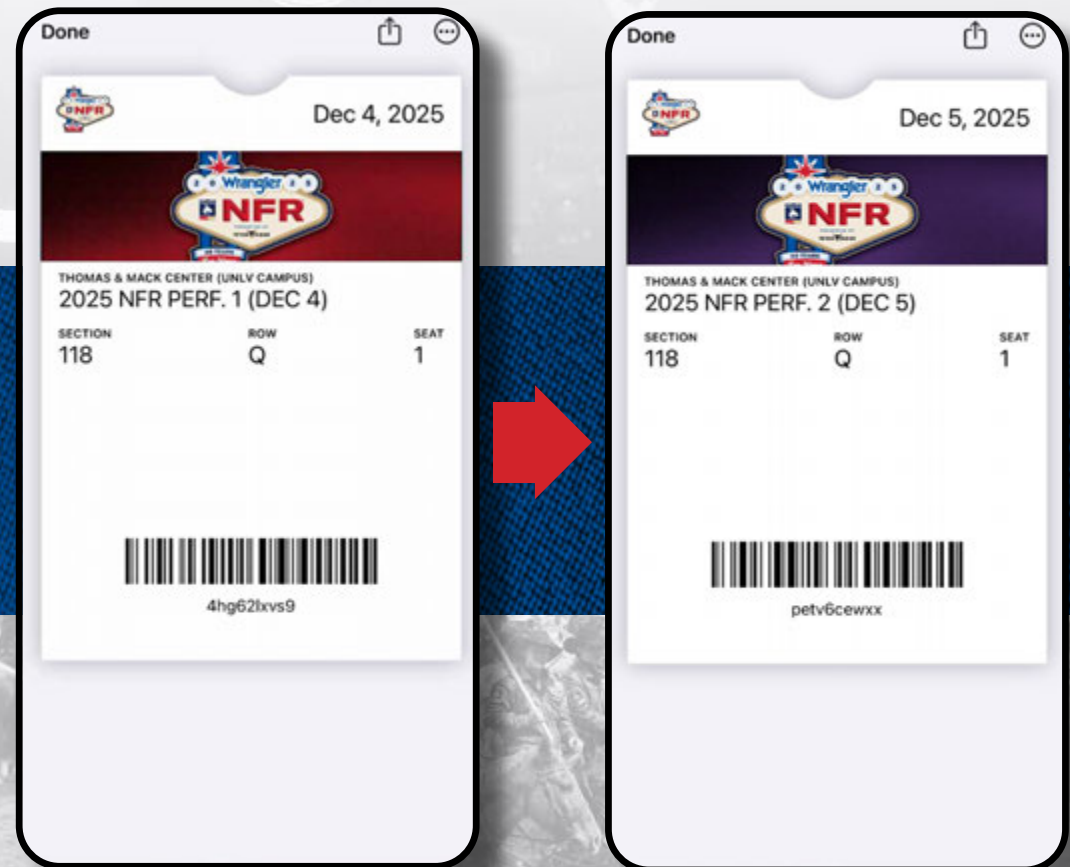 Done
Dec 4, 2025
Wrangler
NFR
THOMAS & MACK CENTER (UNLV CAMPUS)
2025 NFR PERF. 1 (DEC 4)
SECTION ROW SEAT
118 Q 1
4hg62lxvs9
Done
Dec 5, 2025
Wrangler
NFR
THOMAS & MACK CENTER (UNLV CAMPUS)
2025 NFR PERF. 2 (DEC 5)
SECTION ROW SEAT
118 Q 1
petv6cewxx